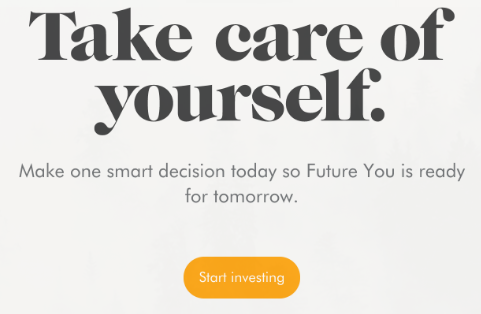 Take care of
yourself.
Make one smart decision today so Future You is ready
for tomorrow.
Start investing